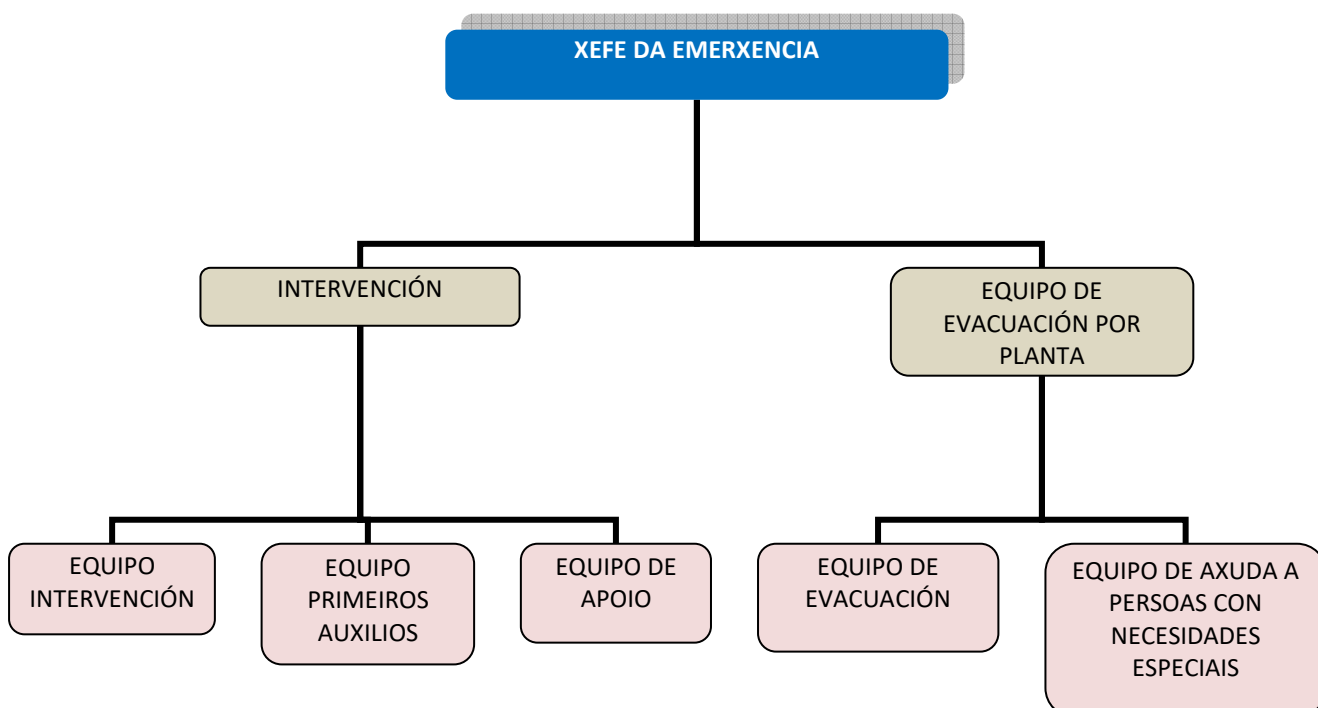 XEFE DA EMERXENCIA
INTERVENCIÓN
EQUIPO DE
EVACUACIÓN POR
PLANTA
EQUIPO
INTERVENCIÓN
EQUIPO
PRIMEIROS
AUXILIOS
EQUIPO DE
APOIO
EQUIPO DE
EVACUACIÓN
EQUIPO DE AXUDA A
PERSOAS CON
NECESIDADES
ESPECIAIS